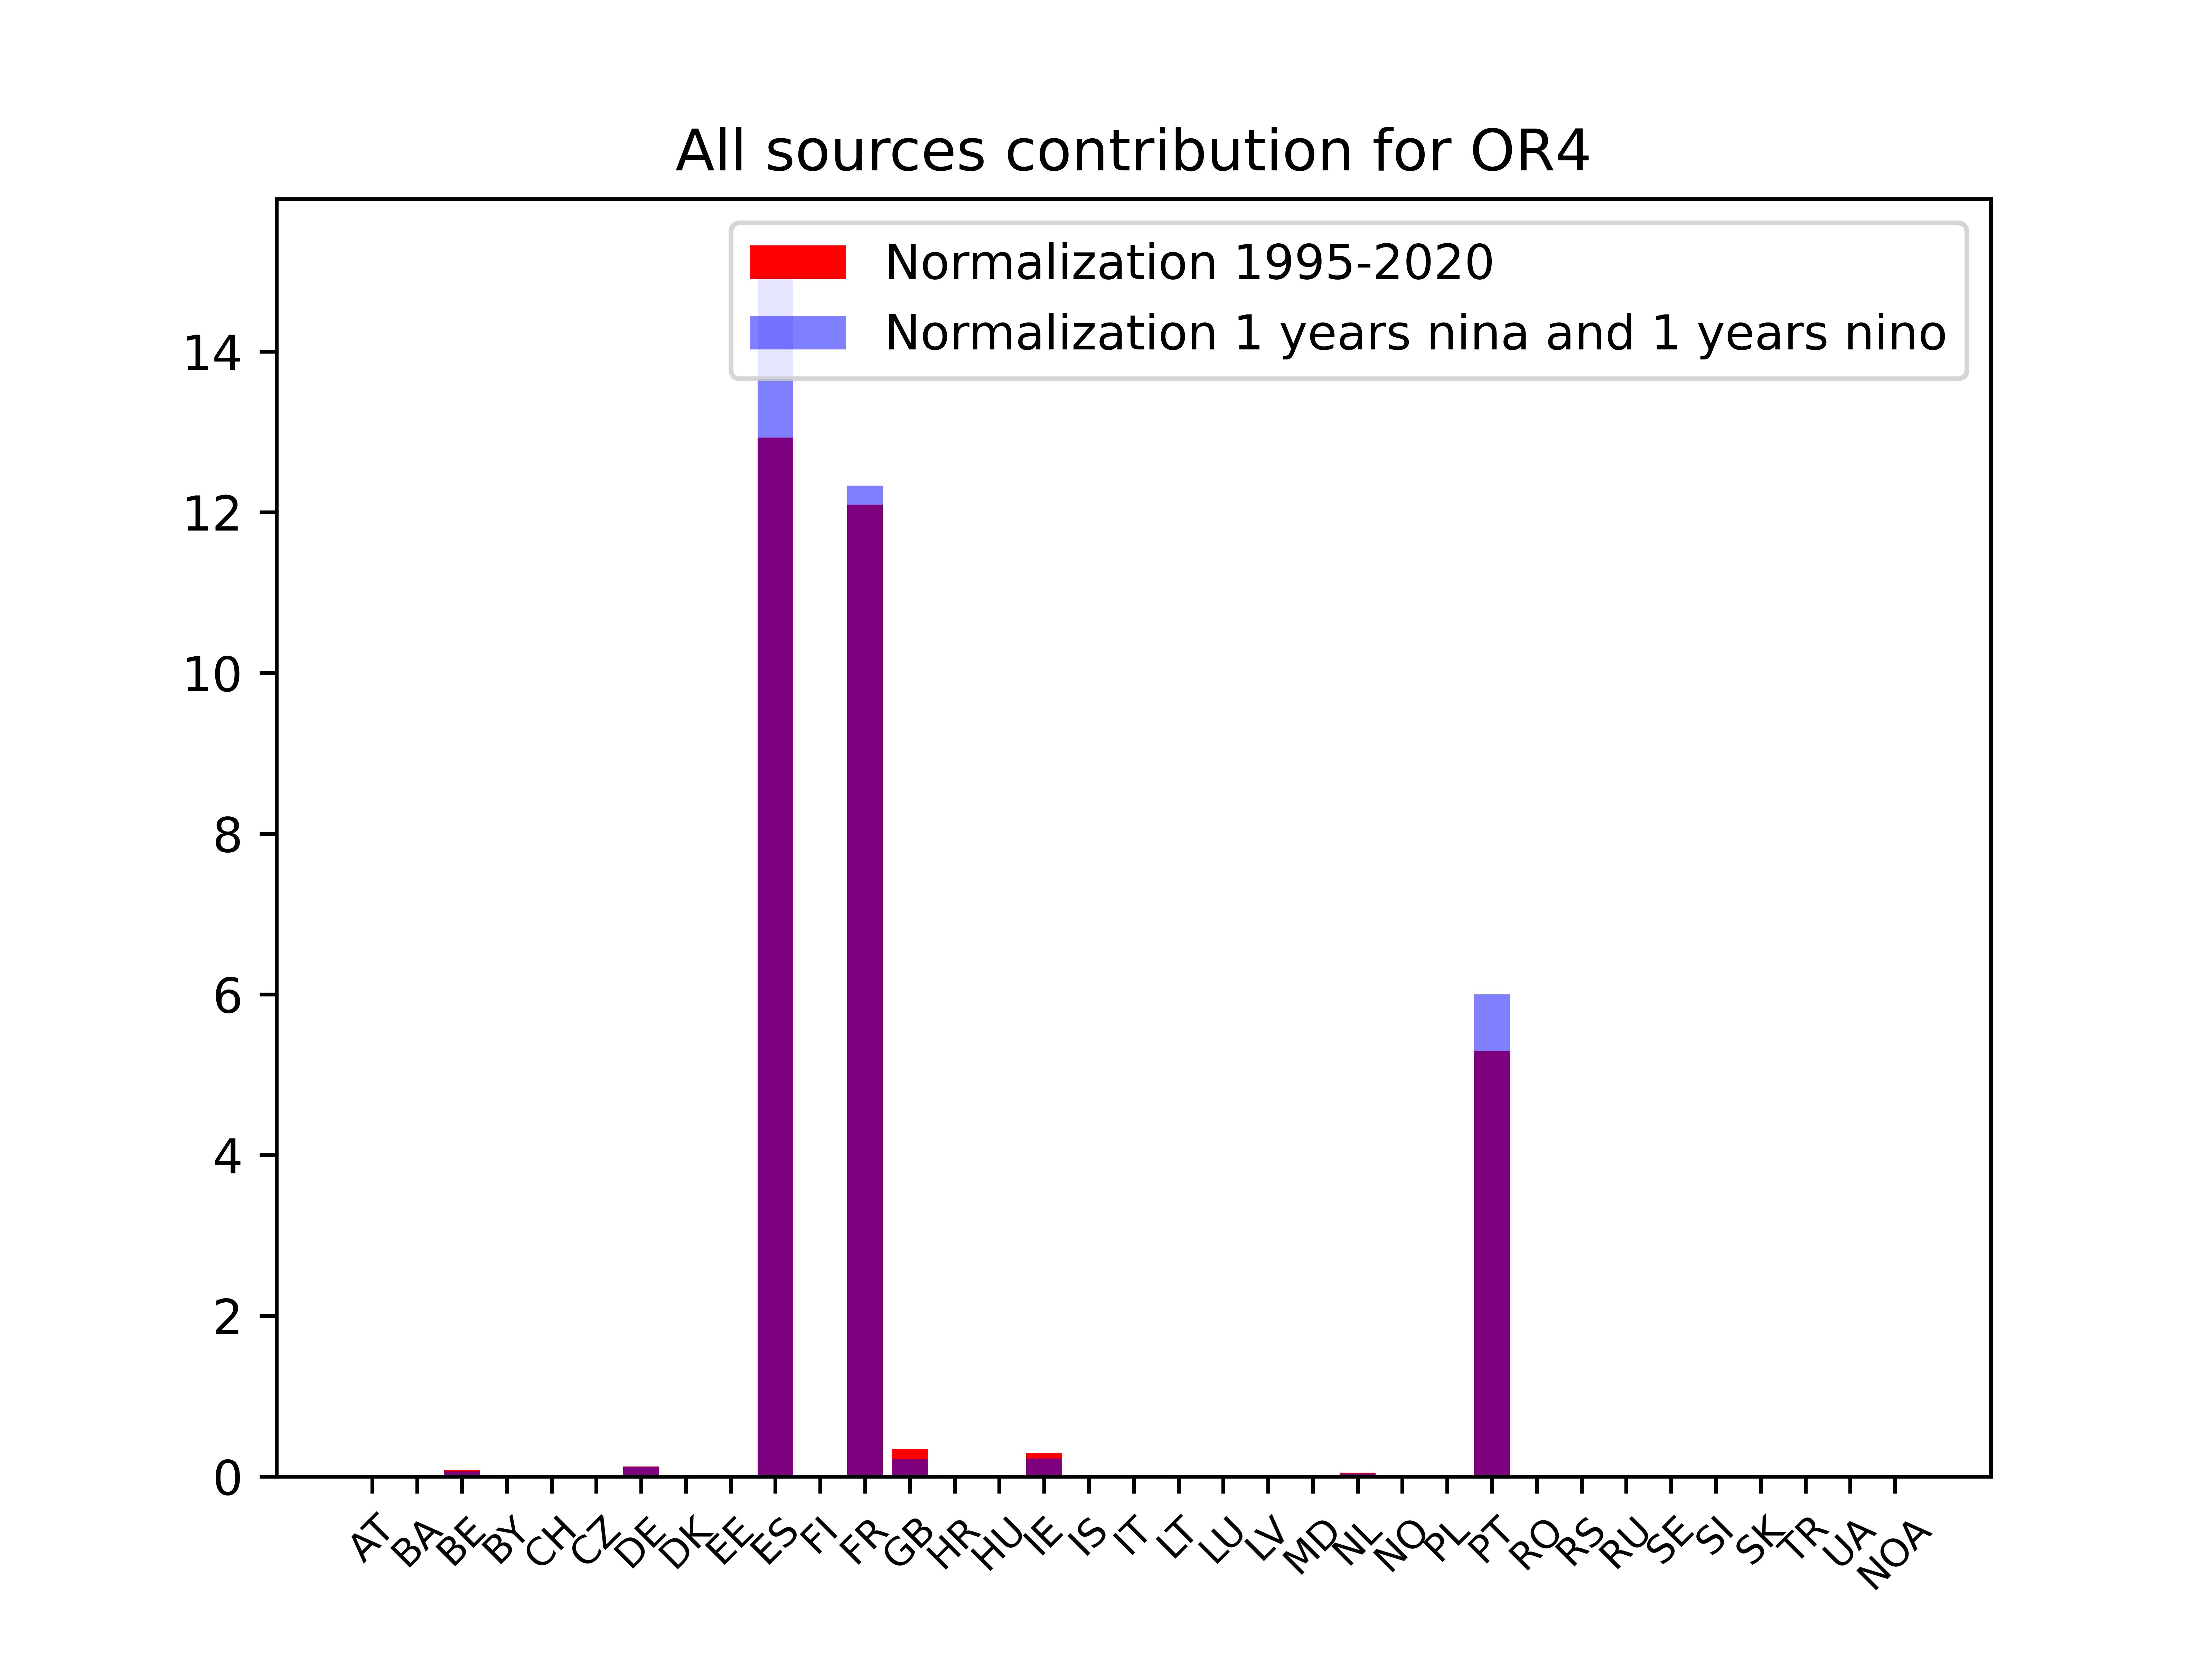 All sources contribution for OR4
Normalization 1995-2020
Normalization 1 years nina and 1 years nino
14
12
10
8
6
4
2
0
AT BA BE BY CH CZ DE DK EE ES FI FR GB HR HU IE IS IT LT LU LV MD NL NO PL PT RO RS RU SE SI SK TR UA NOA